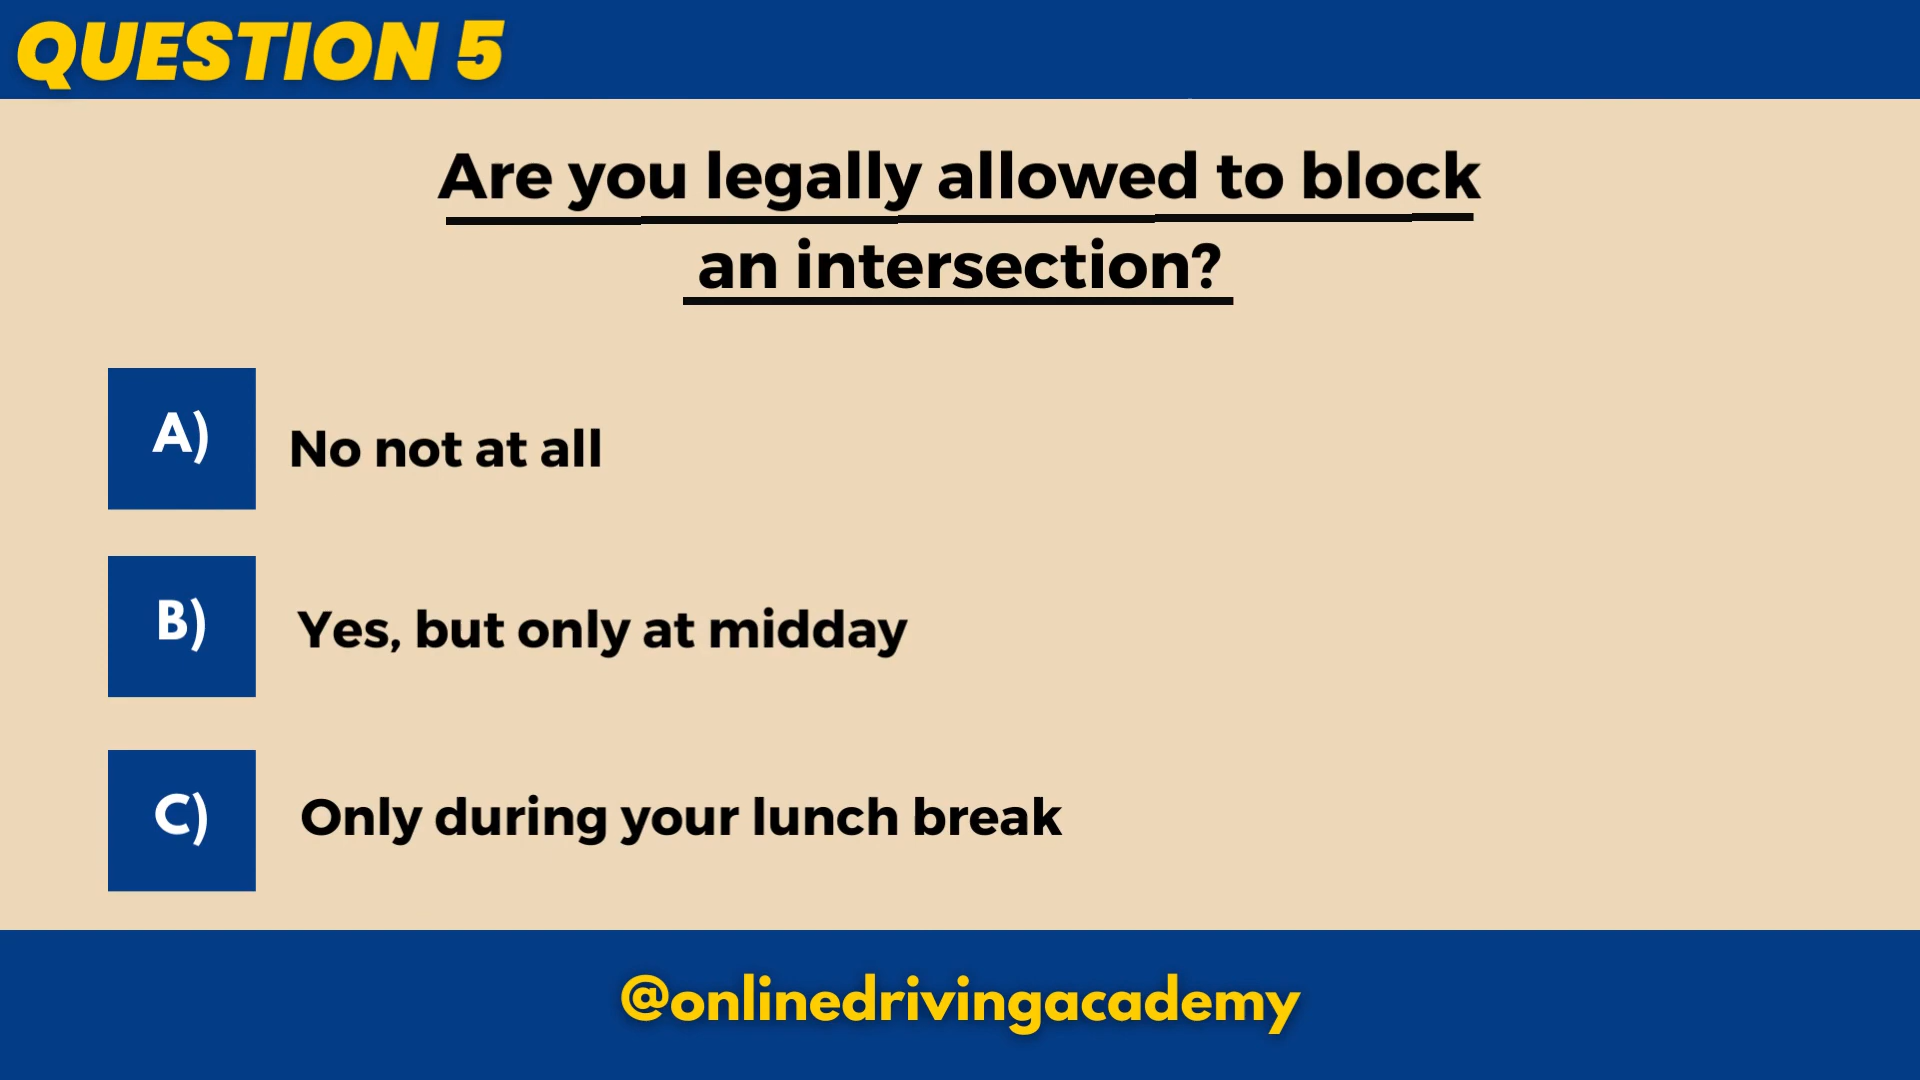 QUESTION 5
Are you legally allowed to block
an intersection?
A)
No not at all
B)
Yes, but only at midday
C)
Only during your lunch break
@onlinedrivingacademy